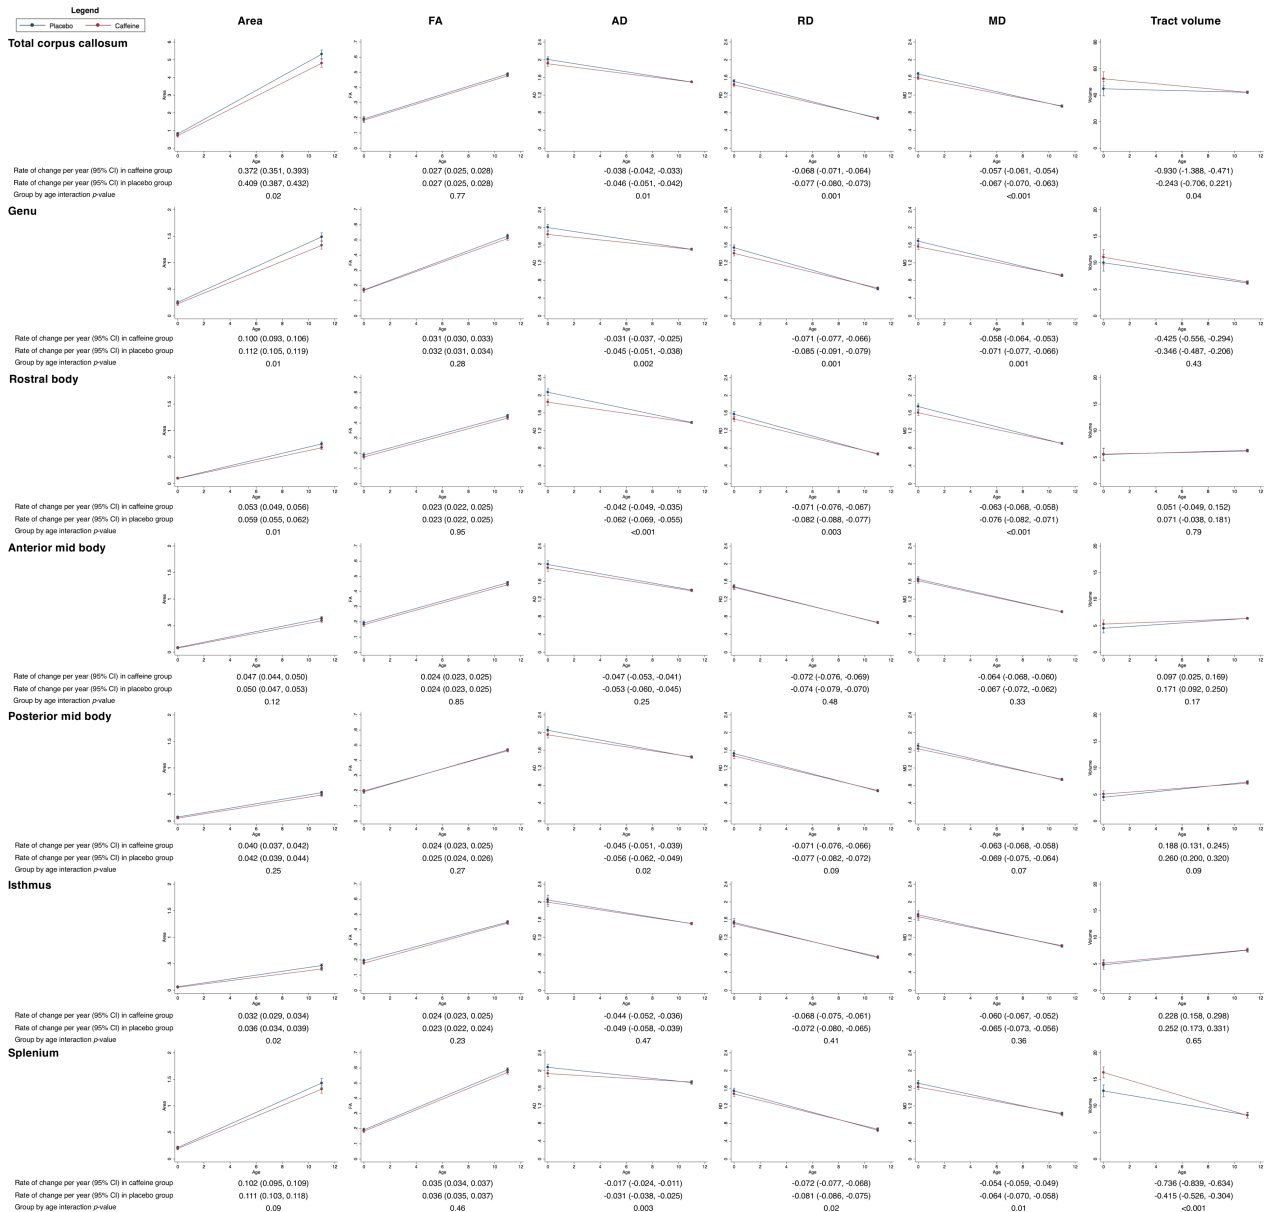 Legend
Placebo Caffeine
Area FA AD RD MD Tract volume
Total corpus callosum
Rate of change per year (95% CI) in caffeine group 0.372 (0.351, 0.393) 0.027 (0.025, 0.028) -0.038 (-0.042, -0.033) -0.068 (-0.071, -0.064) -0.057 (-0.061, -0.054) -0.930 (-1.388, -0.471)
Rate of change per year (95% CI) in placebo group 0.409 (0.387, 0.432) 0.027 (0.025, 0.028) -0.046 (-0.051, -0.042) -0.077 (-0.080, -0.073) -0.067 (-0.070, -0.063) -0.243 (-0.706, 0.221)
Group by age interaction p-value 0.02 0.77 0.01 0.001 <0.001 0.04
Genu
Rate of change per year (95% CI) in caffeine group 0.100 (0.093, 0.106) 0.031 (0.030, 0.033) -0.031 (-0.037, -0.025) -0.071 (-0.077, -0.066) -0.058 (-0.064, -0.053) -0.425 (-0.556, -0.294)
Rate of change per year (95% CI) in placebo group 0.112 (0.105, 0.119) 0.032 (0.031, 0.034) -0.045 (-0.051, -0.038) -0.085 (-0.091, -0.079) -0.071 (-0.077, -0.066) -0.346 (-0.487, -0.206)
Group by age interaction p-value 0.01 0.28 0.002 0.001 0.001 0.43
Rostral body
Rate of change per year (95% CI) in caffeine group 0.053 (0.049, 0.056) 0.023 (0.022, 0.025) -0.042 (-0.049, -0.035) -0.071 (-0.076, -0.067) -0.063 (-0.068, -0.058) 0.051 (-0.049, 0.152)
Rate of change per year (95% CI) in placebo group 0.059 (0.055, 0.062) 0.023 (0.022, 0.025) -0.062 (-0.069, -0.055) -0.082 (-0.088, -0.077) -0.076 (-0.082, -0.071) 0.071 (-0.038, 0.181)
Group by age interaction p-value 0.01 0.95 <0.001 0.003 <0.001 0.79
Anterior mid body
Rate of change per year (95% CI) in caffeine group 0.047 (0.044, 0.050) 0.024 (0.023, 0.025) -0.047 (-0.053, -0.041) -0.072 (-0.076, -0.069) -0.064 (-0.068, -0.060) 0.097 (0.025, 0.169)
Rate of change per year (95% CI) in placebo group 0.050 (0.047, 0.053) 0.024 (0.023, 0.025) -0.053 (-0.060, -0.045) -0.074 (-0.079, -0.070) -0.067 (-0.072, -0.062) 0.171 (0.092, 0.250)
Group by age interaction p-value 0.12 0.85 0.25 0.48 0.33 0.17
Posterior mid body
Rate of change per year (95% CI) in caffeine group 0.040 (0.037, 0.042) 0.024 (0.023, 0.025) -0.045 (-0.051, -0.039) -0.071 (-0.076, -0.066) -0.063 (-0.068, -0.058) 0.188 (0.131, 0.245)
Rate of change per year (95% CI) in placebo group 0.042 (0.039, 0.044) 0.025 (0.024, 0.026) -0.056 (-0.062, -0.049) -0.077 (-0.082, -0.072) -0.069 (-0.075, -0.064) 0.260 (0.200, 0.320)
Group by age interaction p-value 0.25 0.27 0.02 0.09 0.07 0.09
Isthmus
Rate of change per year (95% CI) in caffeine group 0.032 (0.029, 0.034) 0.024 (0.023, 0.025) -0.044 (-0.052, -0.036) -0.068 (-0.075, -0.061) -0.060 (-0.067, -0.052) 0.228 (0.158, 0.298)
Rate of change per year (95% CI) in placebo group 0.036 (0.034, 0.039) 0.023 (0.022, 0.024) -0.049 (-0.058, -0.039) -0.072 (-0.080, -0.065) -0.065 (-0.073, -0.056) 0.252 (0.173, 0.331)
Group by age interaction p-value 0.02 0.23 0.47 0.41 0.36 0.65
Splenium
Rate of change per year (95% CI) in caffeine group 0.102 (0.095, 0.109) 0.035 (0.034, 0.037) -0.017 (-0.024, -0.011) -0.072 (-0.077, -0.068) -0.054 (-0.059, -0.049) -0.736 (-0.839, -0.634)
Rate of change per year (95% CI) in placebo group 0.111 (0.103, 0.118) 0.036 (0.035, 0.037) -0.031 (-0.038, -0.025) -0.081 (-0.086, -0.075) -0.064 (-0.070, -0.058) -0.415 (-0.526, -0.304)
Group by age interaction p-value 0.09 0.46 0.003 0.02 0.01 <0.001